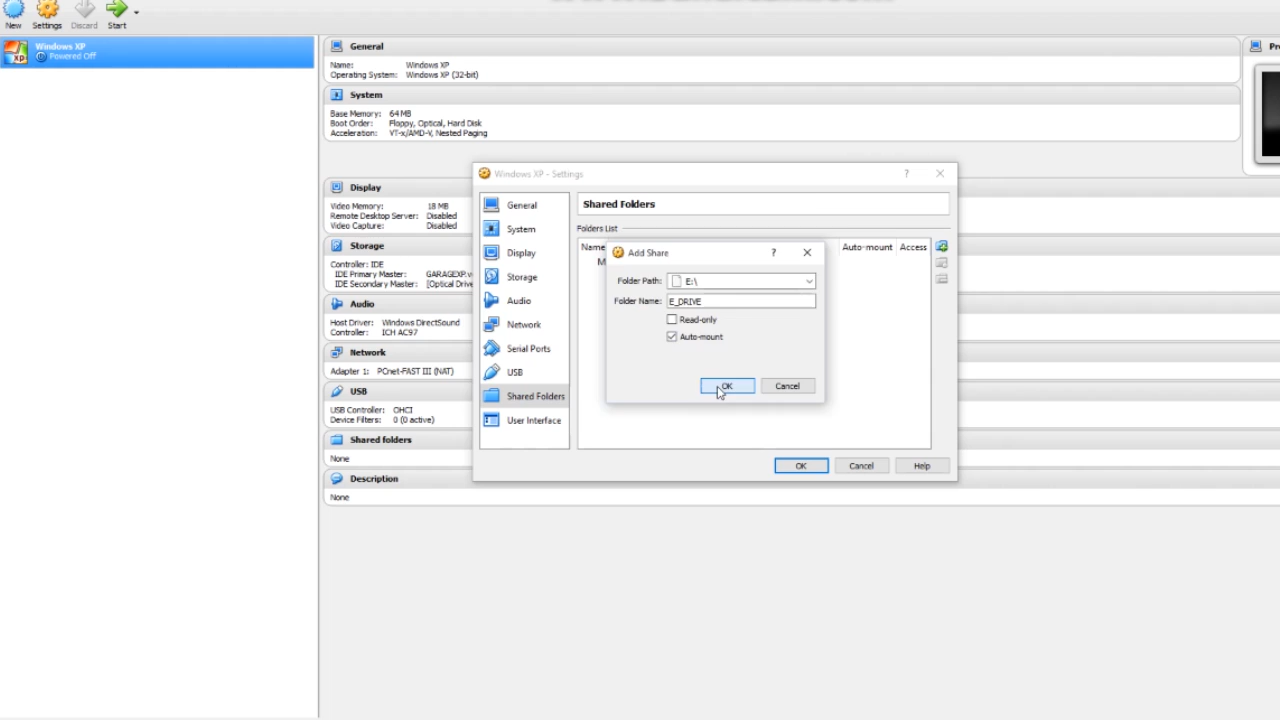 New Settings Discard Start
Windows XP
Powered Off
General
Name: Windows XP
Operating System: Windows XP (32-bit)
System
Base Memory: 64 MB
Boot Order: Floppy, Optical, Hard Disk
Acceleration: VT-x/AMD-V, Nested Paging
Display
Video Memory: 18 MB
Remote Desktop Server: Disabled
Video Capture: Disabled
Storage
Controller: IDE
IDE Primary Master: GARAGEXP.v
IDE Secondary Master: [Optical Drive
Audio
Host Driver: Windows DirectSound
Controller: ICH AC97
Network
Adapter 1: PCnet-FAST III (NAT)
USB
USB Controller: OHCI
Device Filters: 0 (0 active)
Shared folders
None
Description
None
Windows XP - Settings
?
General
System
Display
Storage
Audio
Network
Serial Ports
USB
Shared Folders
User Interface
Shared Folders
Folders List
Name Auto-mount Access
M
Add Share
?
Folder Path: E:\
Folder Name: E_DRIVE
Read-only
Auto-mount
OK Cancel
OK Cancel Help
Pr